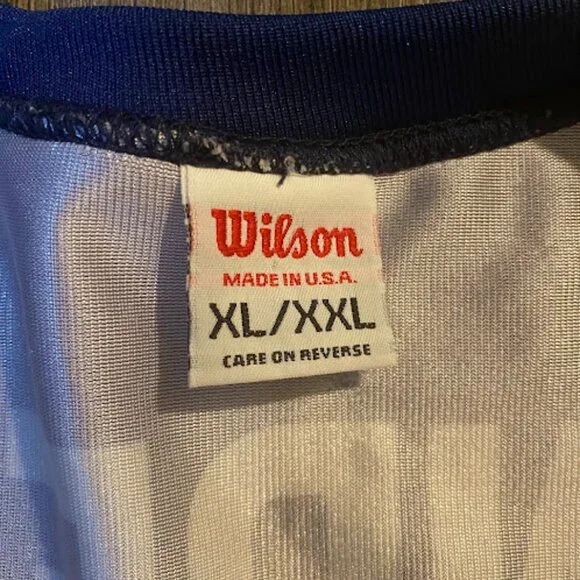 Wilson
MADE IN U.S.A.
XL/XXL
CARE ON REVERSE